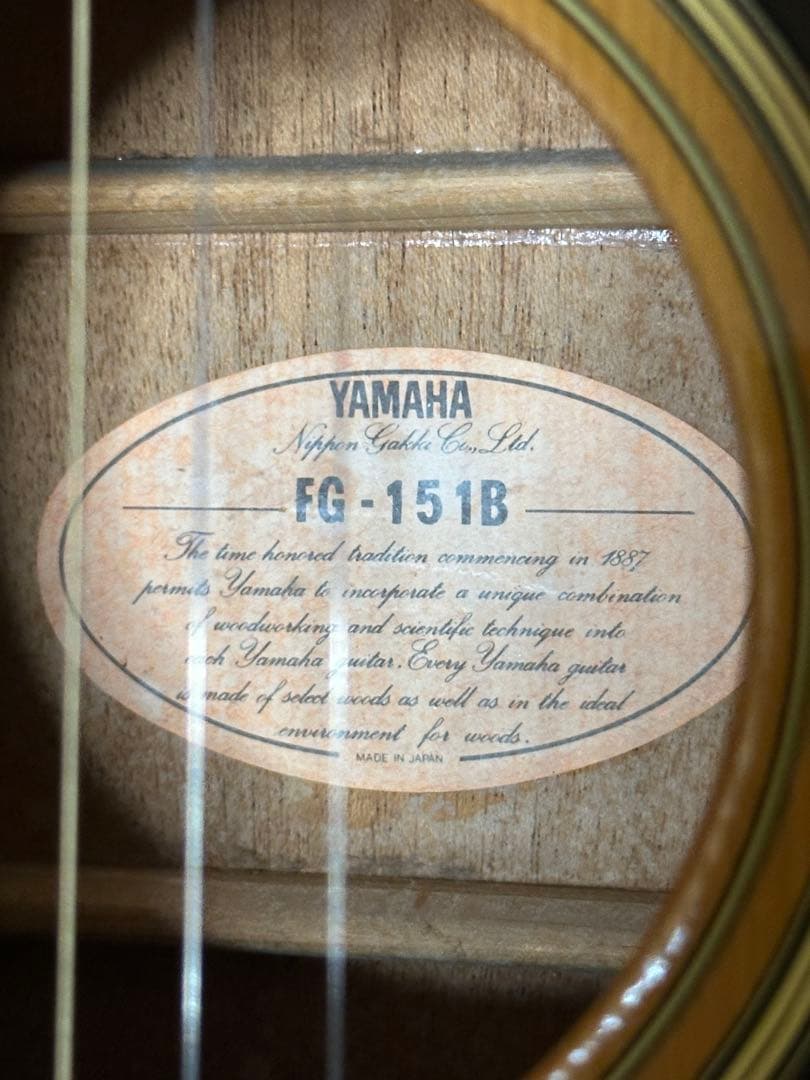 YAMAHA
Nippon Gakki Co., Ltd.
FG-151B
The time honored tradition commencing in 1887
permits Yamaha to incorporate a unique combination
of woodworking and scientific technique into
each Yamaha guitar. Every Yamaha guitar
is made of select woods as well as in the ideal
environment for woods.
MADE IN JAPAN